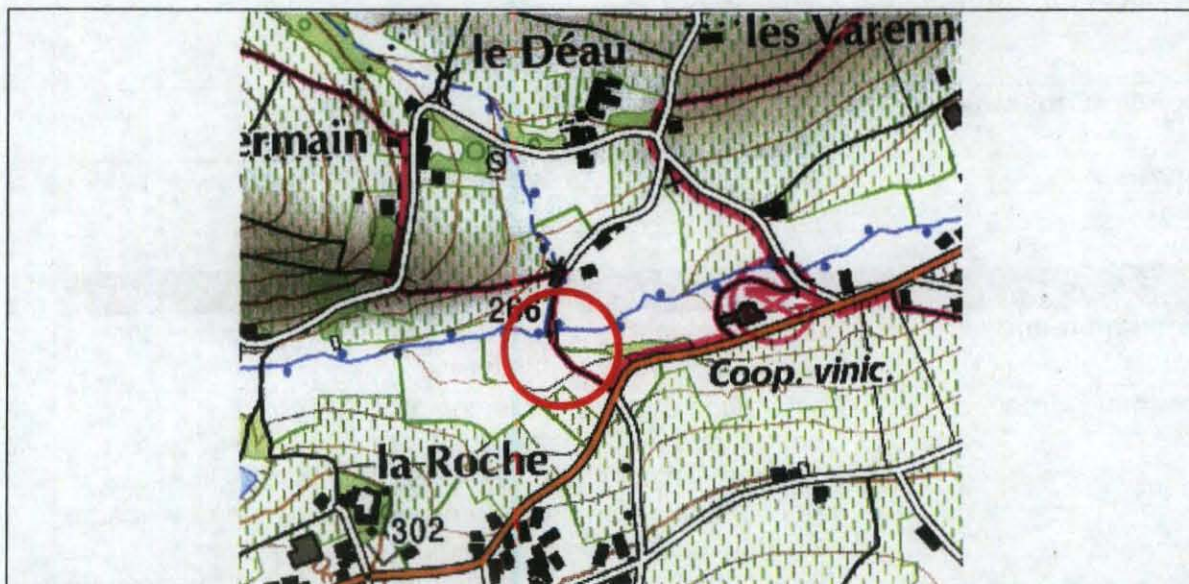 le Déau
les Varenn
ermain
266
Coop. vinic.
la Roche
302